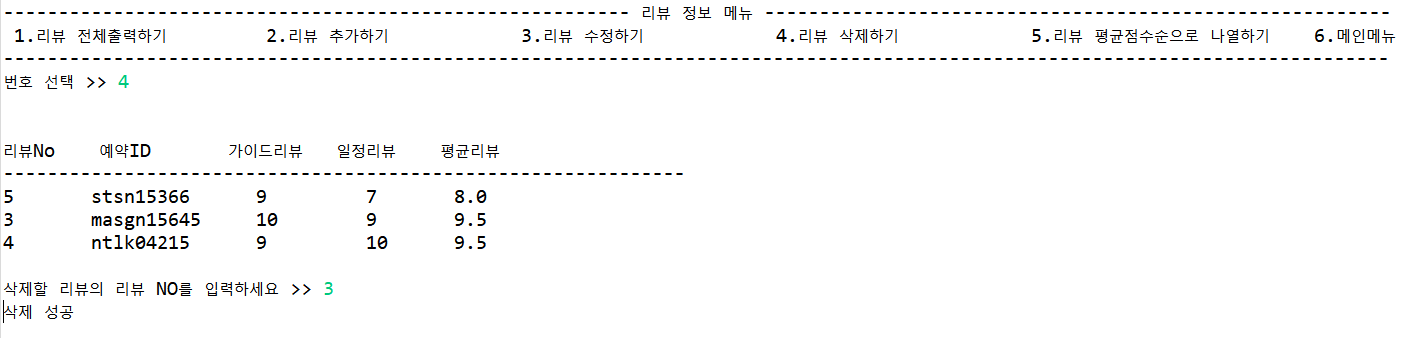 --------------------------------------------------------- 리뷰 정보 메뉴 ---------------------------------------------------------
1.리뷰 전체출력하기 2.리뷰 추가하기 3.리뷰 수정하기 4.리뷰 삭제하기 5.리뷰 평균점수순으로 나열하기 6.메인메뉴
------------------------------------------------------------------------------------------------------------------------------
번호 선택 >> 4
리뷰No 예약ID 가이드리뷰 일정리뷰 평균리뷰
--------------------------------------------------------------
5 stsn15366 9 7 8.0
3 masgn15645 10 9 9.5
4 ntlk04215 9 10 9.5
삭제할 리뷰의 리뷰 NO를 입력하세요 >> 3
삭제 성공